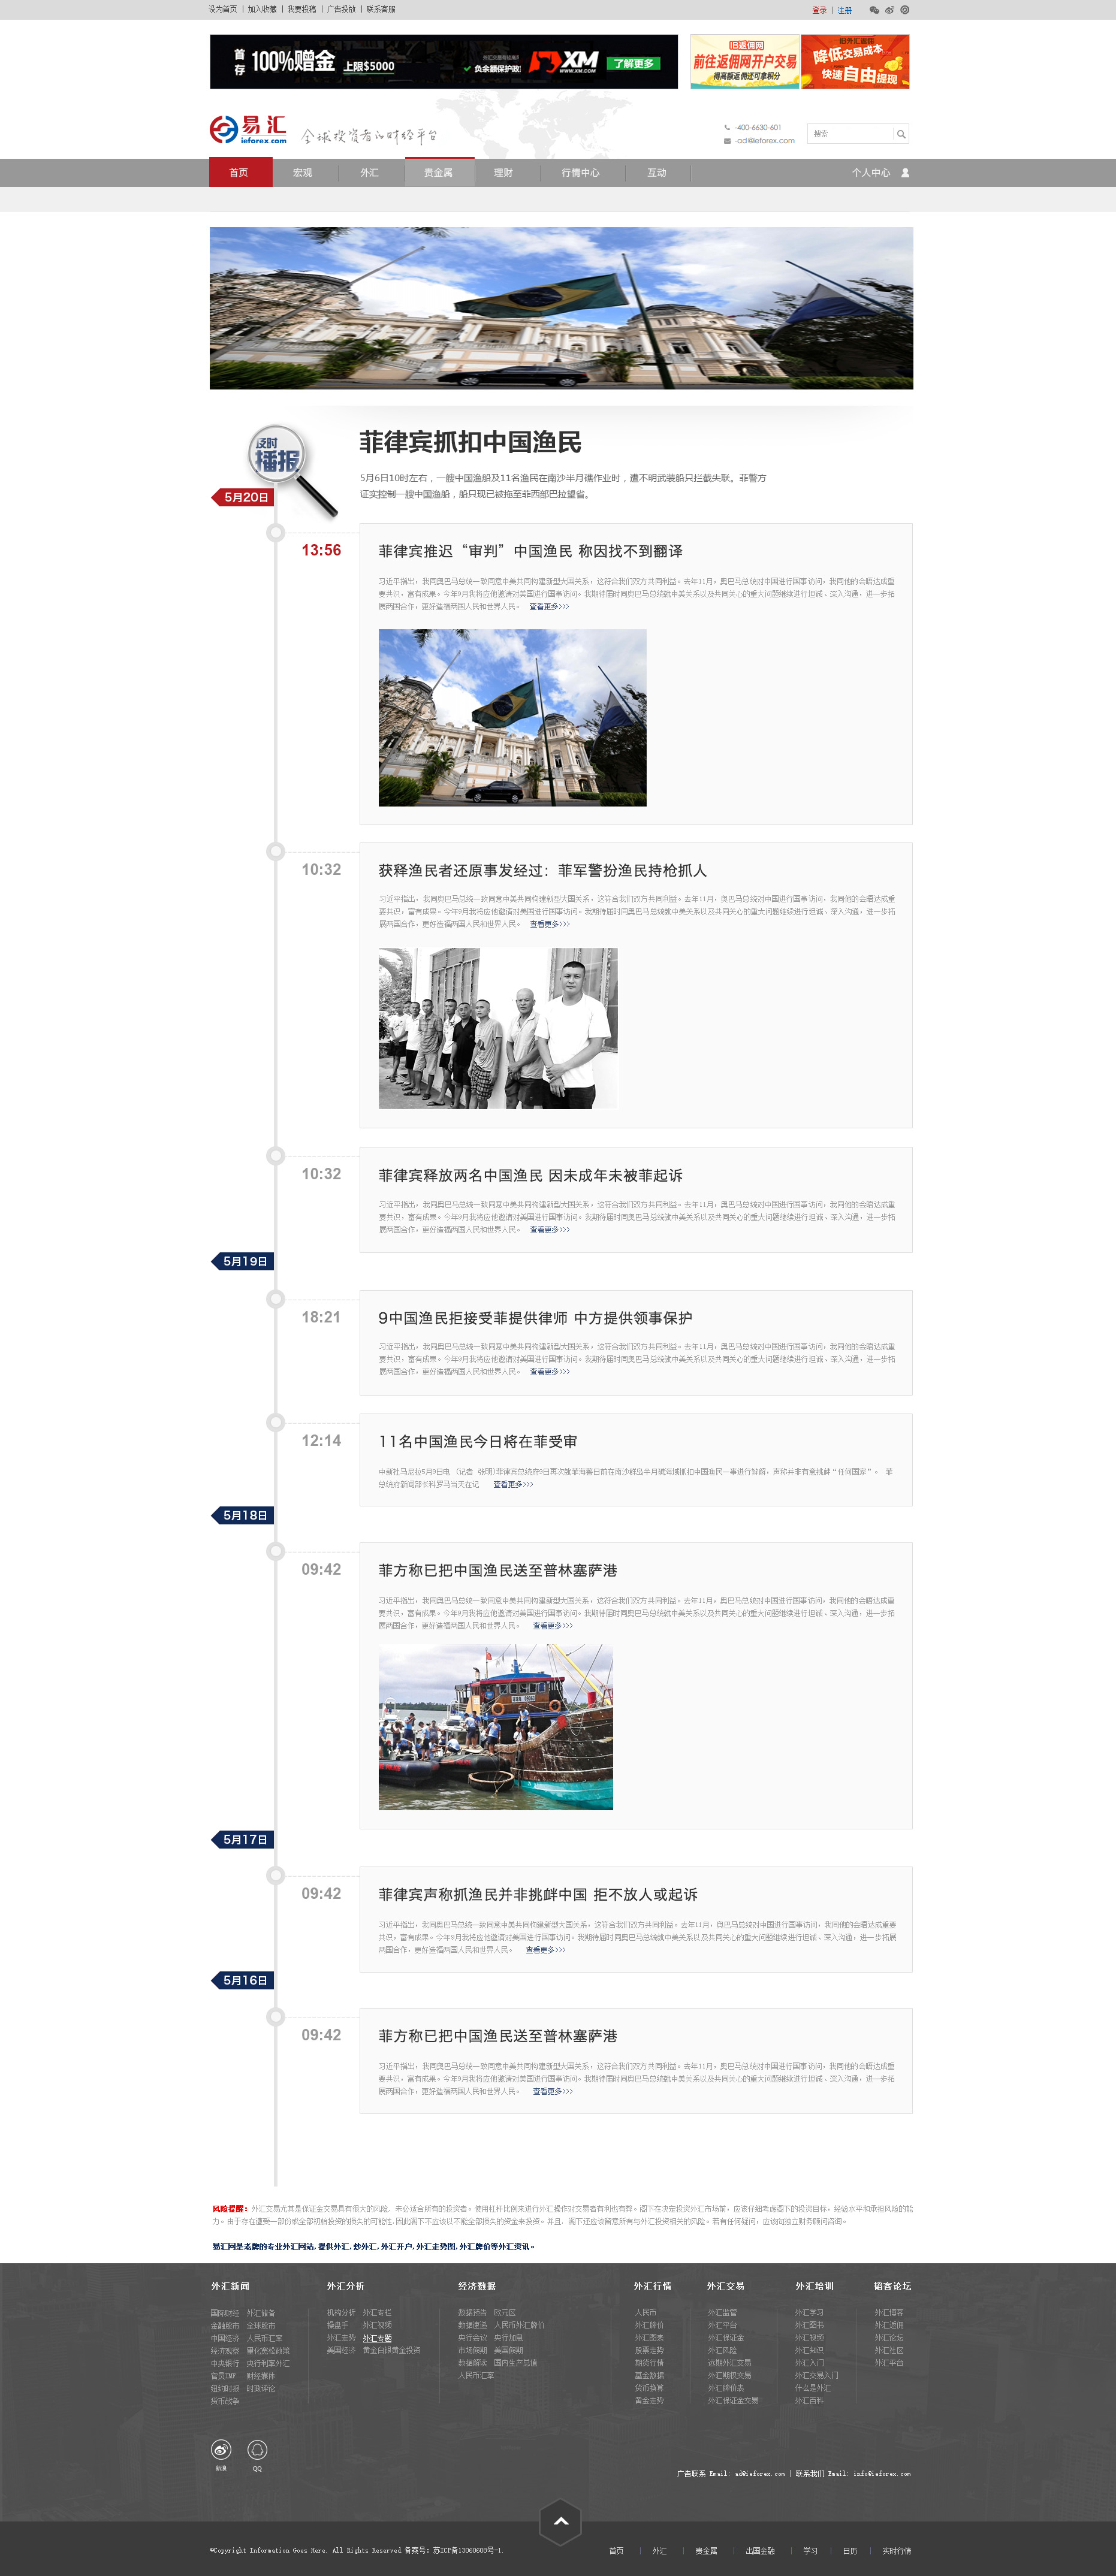 设为首页 | 加入收藏 | 我要投稿 | 广告投放 | 联系客服
登录 | 注册
首存 100%赠金 上限$5000
外汇交易有何高见?
负余额保护政策
XM
WWW.XM.COM
了解更多
IB返佣网
前往返佣网开户交易
得高额返佣还可拿积分
降低交易成本
快速自由提现
易汇
ieforex.com
全球投资者的财经平台
-400-6630-601
-ad@ieforex.com
搜索
首页 宏观 外汇 贵金属 理财 行情中心 互动 个人中心
及时
播报
菲律宾抓扣中国渔民
5月6日10时左右，一艘中国渔船及11名渔民在南沙半月礁作业时，遭不明武装船只拦截失联。菲警方
证实控制一艘中国渔船，船只现已被拖至菲西部巴拉望省。
5月20日
13:56
菲律宾推迟“审判”中国渔民 称因找不到翻译
习近平指出，我同奥巴马总统一致同意中美共同构建新型大国关系，这符合我们双方共同利益。去年11月，奥巴马总统对中国进行国事访问，我同他的会晤达成重
要共识，富有成果。今年9月我将应他邀请对美国进行国事访问。我期待届时同奥巴马总统就中美关系以及共同关心的重大问题继续进行坦诚、深入沟通，进一步拓
展两国合作，更好造福两国人民和世界人民。 查看更多>>>
10:32
获释渔民者还原事发经过：菲军警扮渔民持枪抓人
习近平指出，我同奥巴马总统一致同意中美共同构建新型大国关系，这符合我们双方共同利益。去年11月，奥巴马总统对中国进行国事访问，我同他的会晤达成重
要共识，富有成果。今年9月我将应他邀请对美国进行国事访问。我期待届时同奥巴马总统就中美关系以及共同关心的重大问题继续进行坦诚、深入沟通，进一步拓
展两国合作，更好造福两国人民和世界人民。 查看更多>>>
10:32
菲律宾释放两名中国渔民 因未成年未被菲起诉
习近平指出，我同奥巴马总统一致同意中美共同构建新型大国关系，这符合我们双方共同利益。去年11月，奥巴马总统对中国进行国事访问，我同他的会晤达成重
要共识，富有成果。今年9月我将应他邀请对美国进行国事访问。我期待届时同奥巴马总统就中美关系以及共同关心的重大问题继续进行坦诚、深入沟通，进一步拓
展两国合作，更好造福两国人民和世界人民。 查看更多>>>
5月19日
18:21
9中国渔民拒接受菲提供律师 中方提供领事保护
习近平指出，我同奥巴马总统一致同意中美共同构建新型大国关系，这符合我们双方共同利益。去年11月，奥巴马总统对中国进行国事访问，我同他的会晤达成重
要共识，富有成果。今年9月我将应他邀请对美国进行国事访问。我期待届时同奥巴马总统就中美关系以及共同关心的重大问题继续进行坦诚、深入沟通，进一步拓
展两国合作，更好造福两国人民和世界人民。 查看更多>>>
12:14
11名中国渔民今日将在菲受审
中新社马尼拉5月9日电 (记者 张明)菲律宾总统府9日再次就菲海警日前在南沙群岛半月礁海域抓扣中国渔民一事进行辩解，声称并非有意挑衅“任何国家”。 菲
总统府新闻部长科罗马当天在记 查看更多>>>
5月18日
09:42
菲方称已把中国渔民送至普林塞萨港
习近平指出，我同奥巴马总统一致同意中美共同构建新型大国关系，这符合我们双方共同利益。去年11月，奥巴马总统对中国进行国事访问，我同他的会晤达成重
要共识，富有成果。今年9月我将应他邀请对美国进行国事访问。我期待届时同奥巴马总统就中美关系以及共同关心的重大问题继续进行坦诚、深入沟通，进一步拓
展两国合作，更好造福两国人民和世界人民。 查看更多>>>
5月17日
09:42
菲律宾声称抓渔民并非挑衅中国 拒不放人或起诉
习近平指出，我同奥巴马总统一致同意中美共同构建新型大国关系，这符合我们双方共同利益。去年11月，奥巴马总统对中国进行国事访问，我同他的会晤达成重要
共识，富有成果。今年9月我将应他邀请对美国进行国事访问。我期待届时同奥巴马总统就中美关系以及共同关心的重大问题继续进行坦诚、深入沟通，进一步拓展
两国合作，更好造福两国人民和世界人民。 查看更多>>>
5月16日
09:42
菲方称已把中国渔民送至普林塞萨港
习近平指出，我同奥巴马总统一致同意中美共同构建新型大国关系，这符合我们双方共同利益。去年11月，奥巴马总统对中国进行国事访问，我同他的会晤达成重
要共识，富有成果。今年9月我将应他邀请对美国进行国事访问。我期待届时同奥巴马总统就中美关系以及共同关心的重大问题继续进行坦诚、深入沟通，进一步拓
展两国合作，更好造福两国人民和世界人民。 查看更多>>>
风险提醒：外汇交易尤其是保证金交易具有很大的风险，未必适合所有的投资者。使用杠杆比例来进行外汇操作对交易者有利也有弊。阁下在决定投资外汇市场前，应该仔细考虑阁下的投资目标，经验水平和承担风险的能
力。由于存在遭受一部份或全部初始投资的损失的可能性,因此阁下不应该以不能全部损失的资金来投资。并且，阁下还应该留意所有与外汇投资相关的风险。若有任何疑问，应该向独立财务顾问咨询。
易汇网是老牌的专业外汇网站,提供外汇,炒外汇,外汇开户,外汇走势图,外汇牌价等外汇资讯。
外汇新闻 外汇分析 经济数据 外汇行情 外汇交易 外汇培训 韬客论坛
国际财经 外汇储备 机构分析 外汇专栏 数据预告 欧元区 人民币 外汇监管 外汇学习 外汇博客
金融股市 全球股市 操盘手 外汇视频 数据速递 人民币外汇牌价 外汇牌价 外汇平台 外汇图书 外汇返佣
中国经济 人民币汇率 外汇走势 外汇专题 央行会议 央行加息 外汇图表 外汇保证金 外汇视频 外汇论坛
经济观察 量化宽松政策 美国经济 黄金白银黄金投资 市场假期 美国假期 股票走势 外汇风险 外汇知识 外汇社区
中央银行 央行利率外汇 数据解读 国内生产总值 期货行情 远期外汇交易 外汇入门 外汇平台
官员IMF 财经媒体 人民币汇率 基金数据 外汇期权交易 外汇交易入门
纽约时报 时政评论 货币换算 外汇牌价表 什么是外汇
货币战争 黄金走势 外汇保证金交易 外汇百科
新浪 QQ
广告联系 Email: ad@ieforex.com | 联系我们 Email: info@ieforex.com
©Copyright Information Goes Here. All Rights Reserved.备案号: 苏ICP备13060608号-1.
首页 | 外汇 | 贵金属 | 出国金融 | 学习 | 日历 | 实时行情